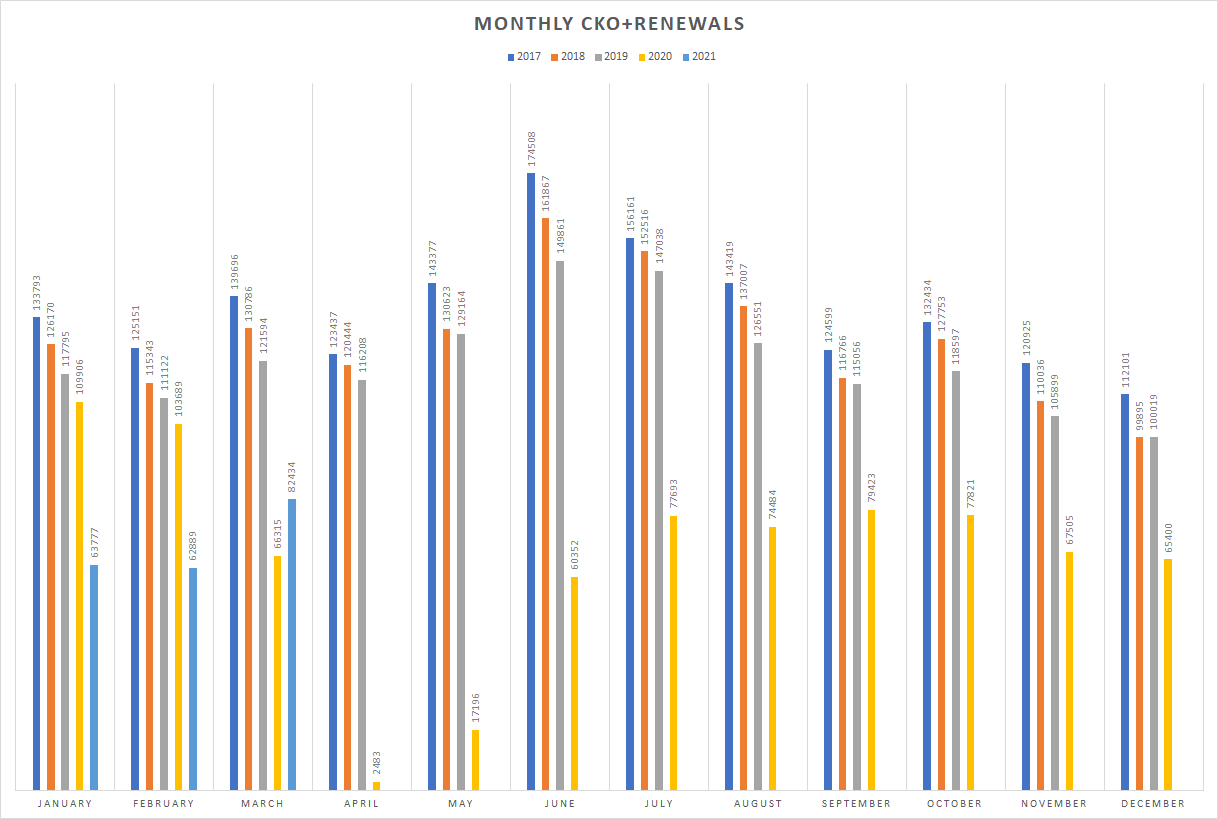 MONTHLY CKO+RENEWALS
2017 2018 2019 2020 2021
133793 126170 117795 109906 63777
125151 115343 111122 103689 62889
139696 130786 121594 66315 82434
123437 120444 116208 2483
143377 130623 129164 17196
174508 161867 149861 60352
156161 152516 147038 77693
143419 137007 126551 74484
124599 116766 115056 79423
132434 127753 118597 77821
120925 110036 105899 67505
112101 99895 100019 65400
JANUARY FEBRUARY MARCH APRIL MAY JUNE JULY AUGUST SEPTEMBER OCTOBER NOVEMBER DECEMBER